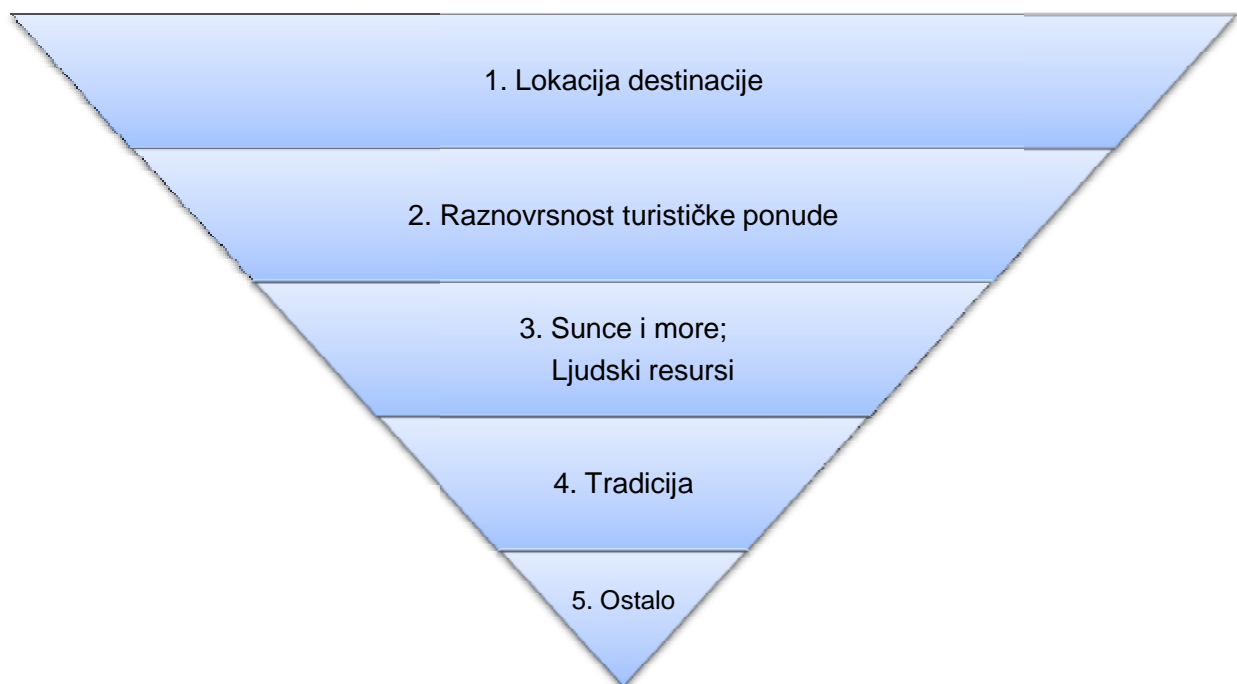 1. Lokacija destinacije
2. Raznovrsnost turističke ponude
3. Sunce i more;
Ljudski resursi
4. Tradicija
5. Ostalo